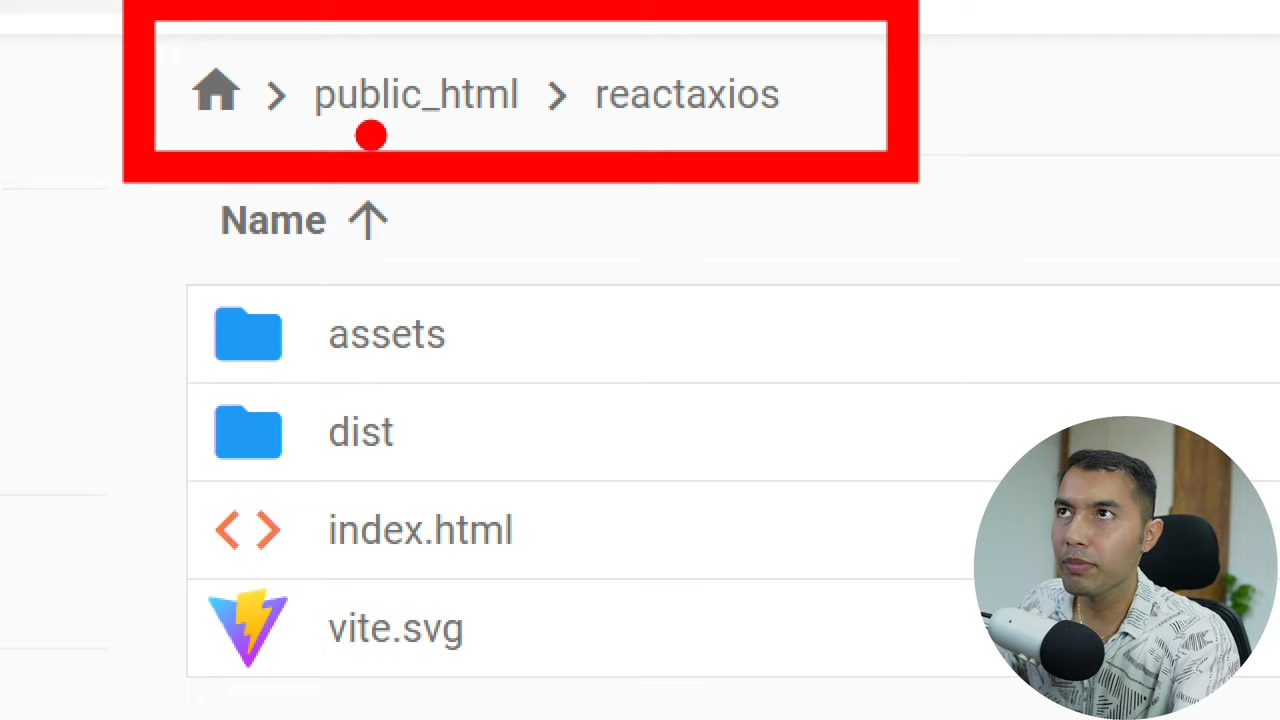 public_html > reactaxios
Name
assets
dist
index.html
vite.svg